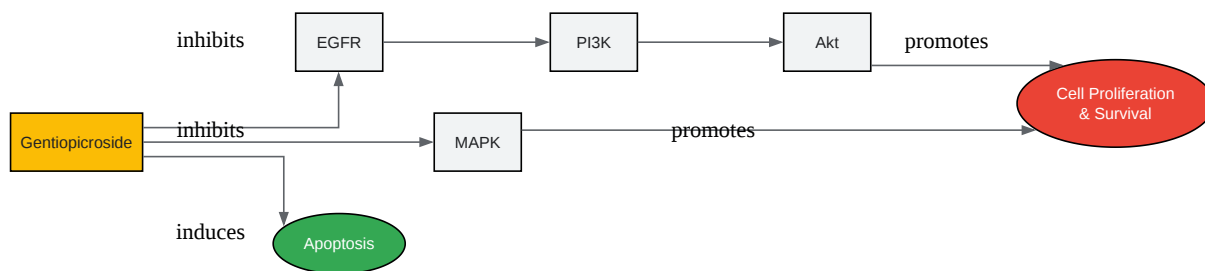 inhibits
EGFR
PI3K
Akt
promotes
Cell Proliferation
& Survival
Gentiopicroside
inhibits
MAPK
promotes
induces
Apoptosis